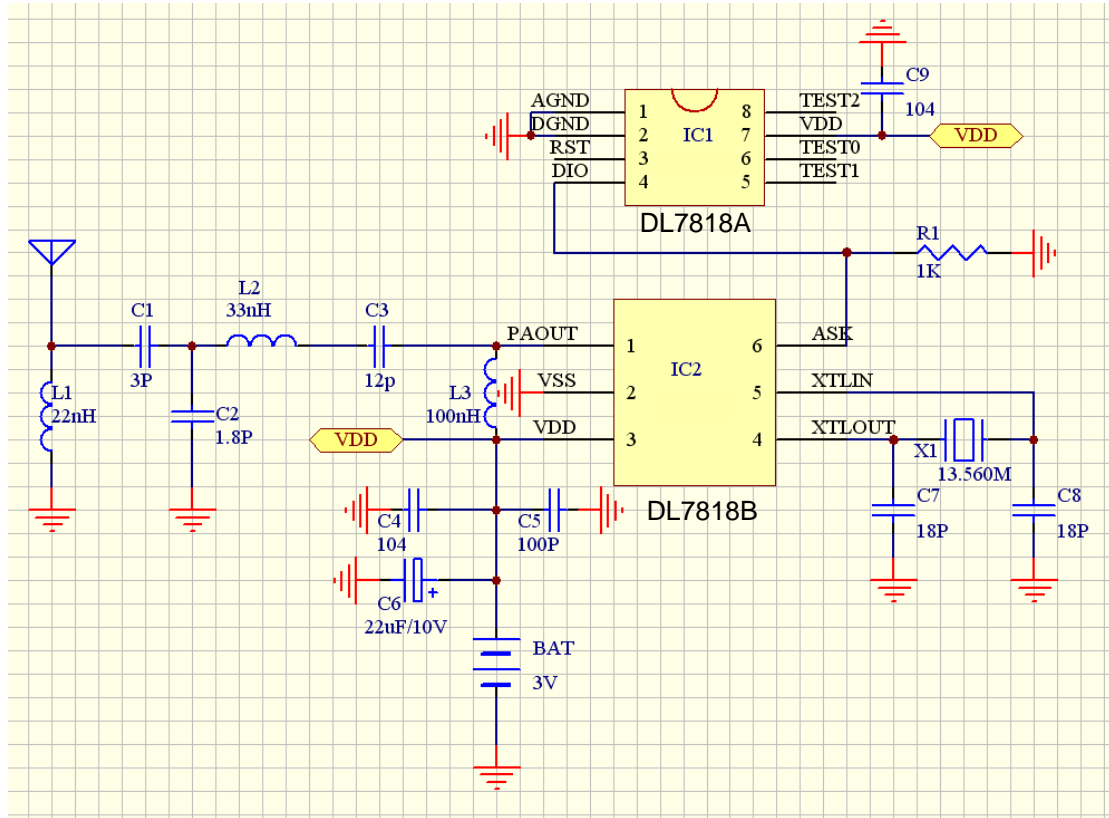 C9
104
AGND
DGND
RST
DIO
1
2
3
4
IC1
8
7
6
5
TEST2
VDD
TEST0
TEST1
VDD
DL7818A
R1
1K
L2
33nH
C1
3P
C3
12p
L1
22nH
C2
1.8P
L3
100nH
PAOUT
VSS
VDD
VDD
1
2
3
IC2
6
5
4
ASK
XTLIN
XTLOUT
X1
13.560M
DL7818B
C7
18P
C8
18P
C4
104
C5
100P
C6
+
22uF/10V
BAT
3V